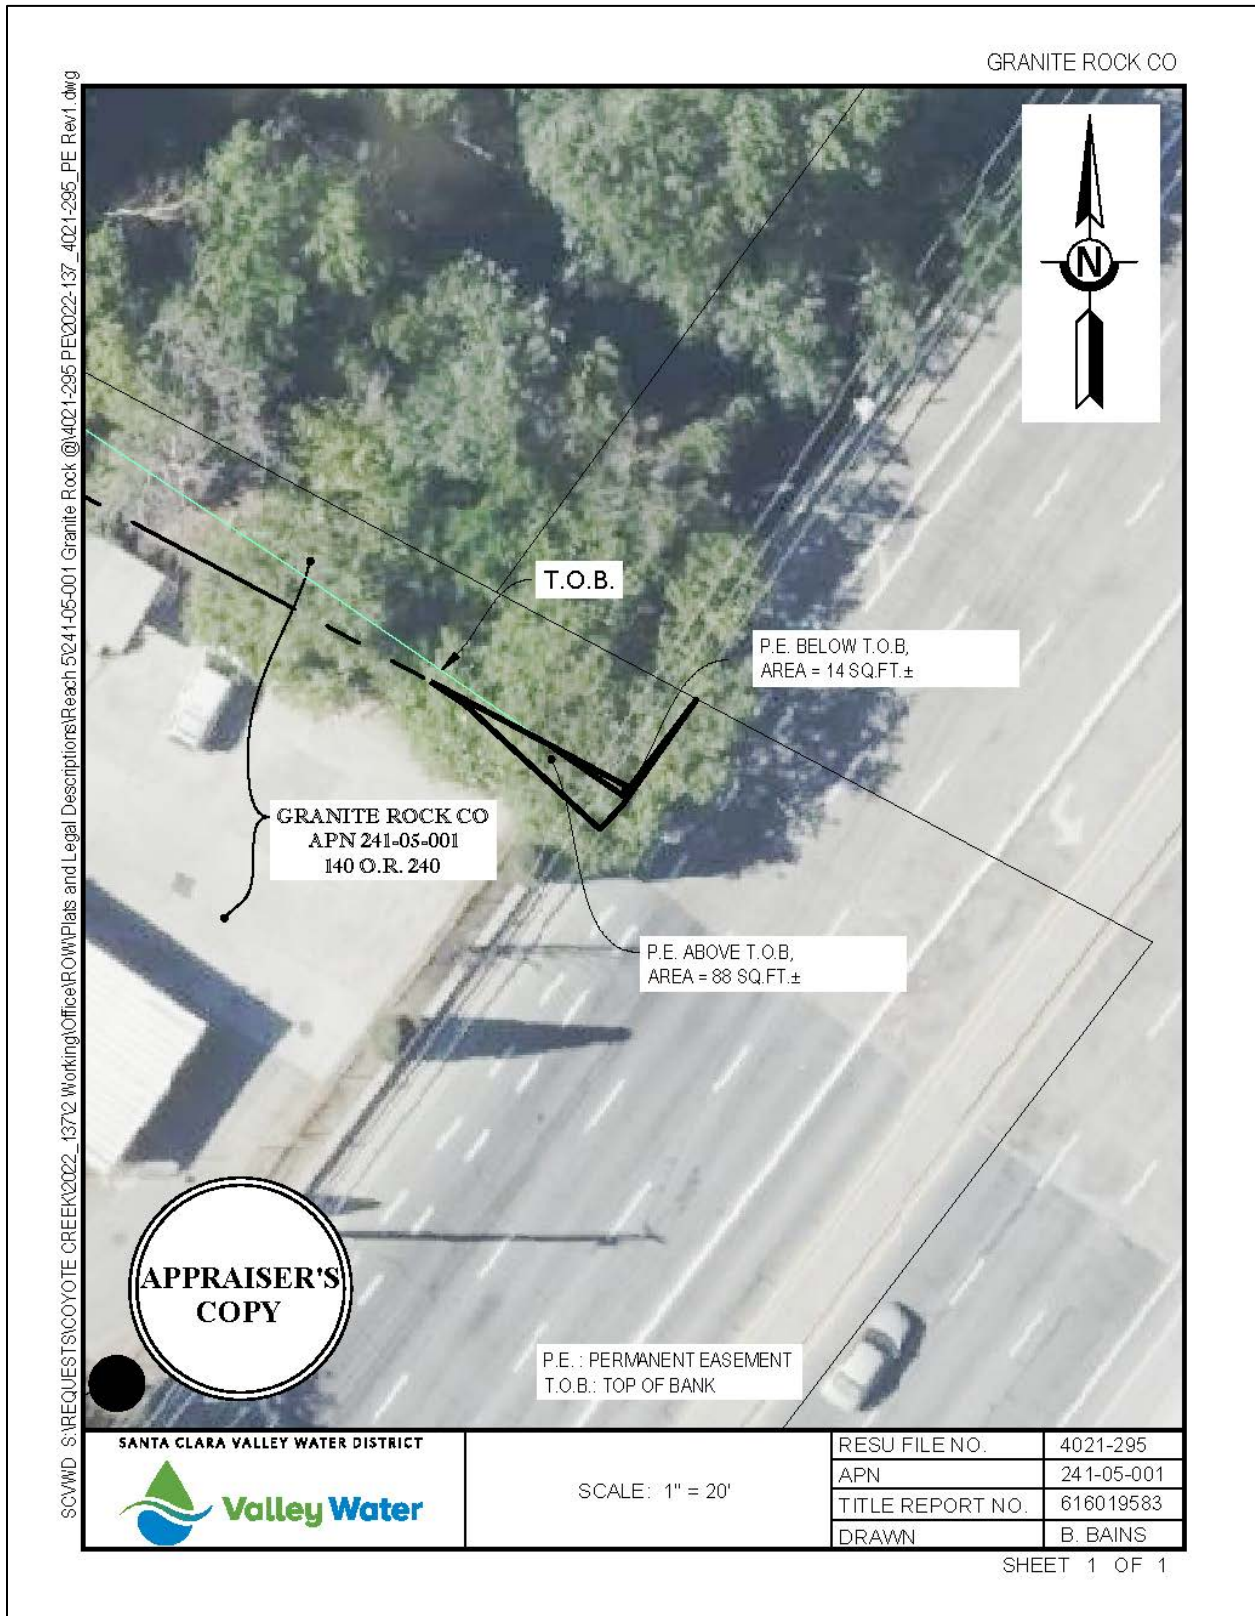 GRANITE ROCK CO
SCVWD S:\REQUESTS\COYOTE CREEK\2022_137\2 Working\Office\ROW\Plats and Legal Descriptions\Reach 5\241-05-001 Granite Rock @\4021-295 PE\2022-137_4021-295_PE Rev1.dwg
N
T.O.B.
P.E. BELOW T.O.B,
AREA = 14 SQ.FT.±
GRANITE ROCK CO
APN 241-05-001
140 O.R. 240
P.E. ABOVE T.O.B,
AREA = 88 SQ.FT.±
APPRAISER'S
COPY
P.E. : PERMANENT EASEMENT
T.O.B.: TOP OF BANK
SANTA CLARA VALLEY WATER DISTRICT
Valley Water
SCALE: 1" = 20'
RESU FILE NO. 4021-295
APN 241-05-001
TITLE REPORT NO. 616019583
DRAWN B. BAINS
SHEET 1 OF 1